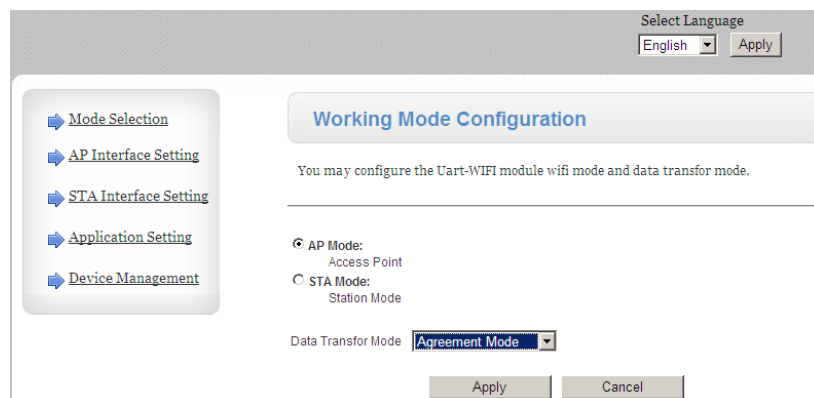 Select Language
English Apply
Mode Selection
AP Interface Setting
STA Interface Setting
Application Setting
Device Management
Working Mode Configuration
You may configure the Uart-WIFI module wifi mode and data transfor mode.
AP Mode:
Access Point
STA Mode:
Station Mode
Data Transfor Mode Agreement Mode
Apply Cancel